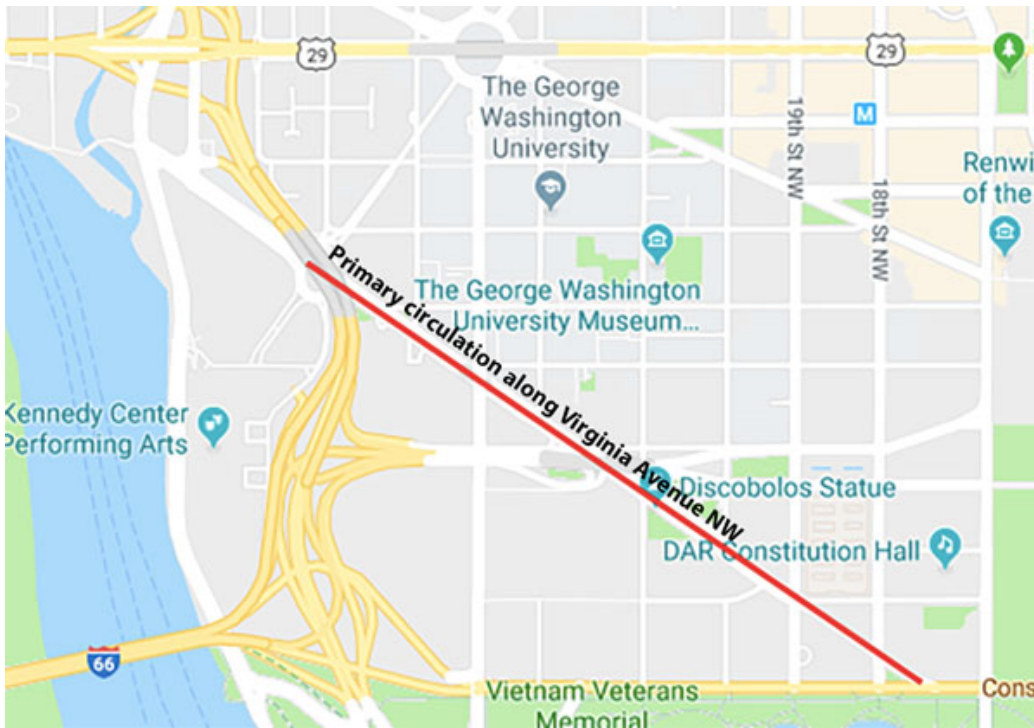 29
29
The George
Washington
University
M
19th St NW
18th St NW
Renwi
of the
Primary circulation along Virginia Avenue NW
The George Washington
University Museum...
Kennedy Center
Performing Arts
Discobolos Statue
DAR Constitution Hall
66
Vietnam Veterans
Memorial
Cons